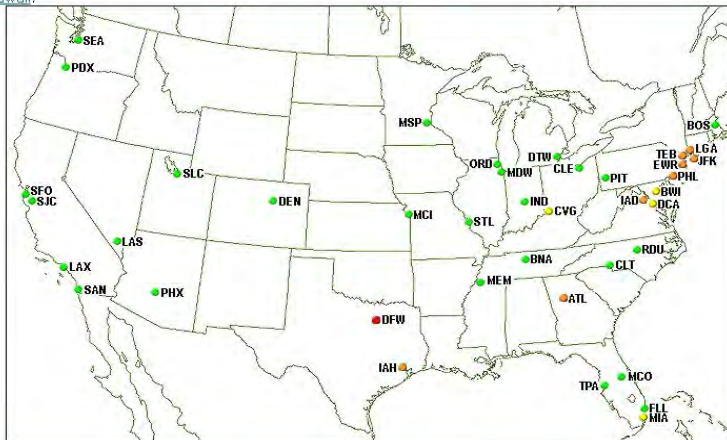 SEA
PDX
MSP
BOS
LGA
TEB
JFK
EWR
ORD
MDW
DTW
CLE
PIT
PHL
SLC
BWI
IAD
DCA
SFO
SJC
DEN
IND
CVG
MCI
STL
LAS
RDU
BNA
CLT
LAX
SAN
PHX
MEM
ATL
DFW
IAH
MCO
TPA
FLL
MIA